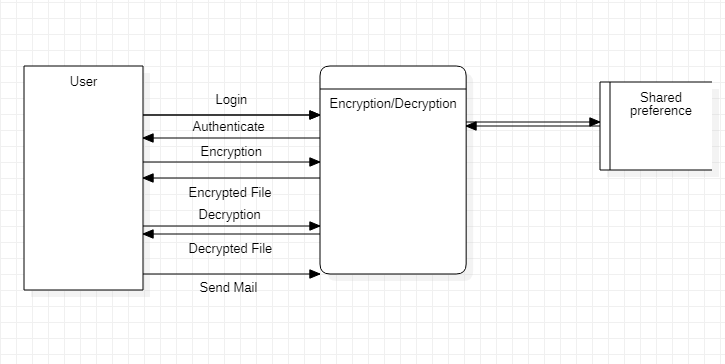 User
Login
Authenticate
Encryption
Encrypted File
Decryption
Decrypted File
Send Mail
Encryption/Decryption
Shared
preference